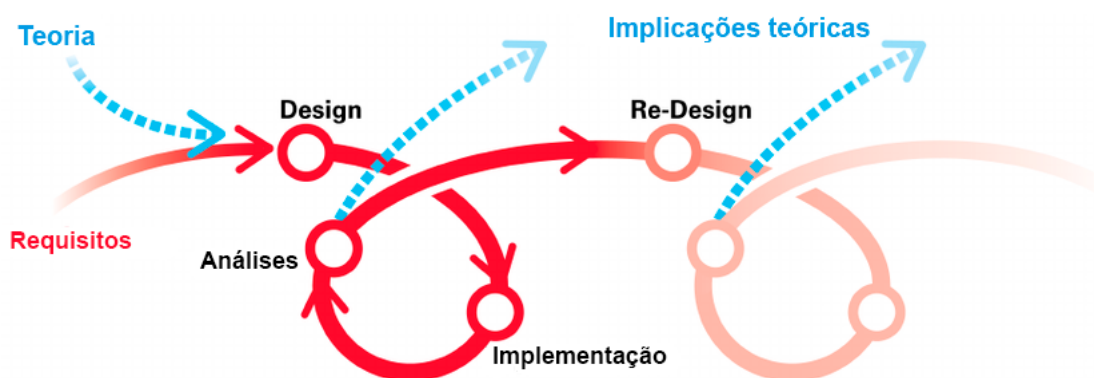 Teoria
Implicações teóricas
Design
Re-Design
Requisitos
Análises
Implementação